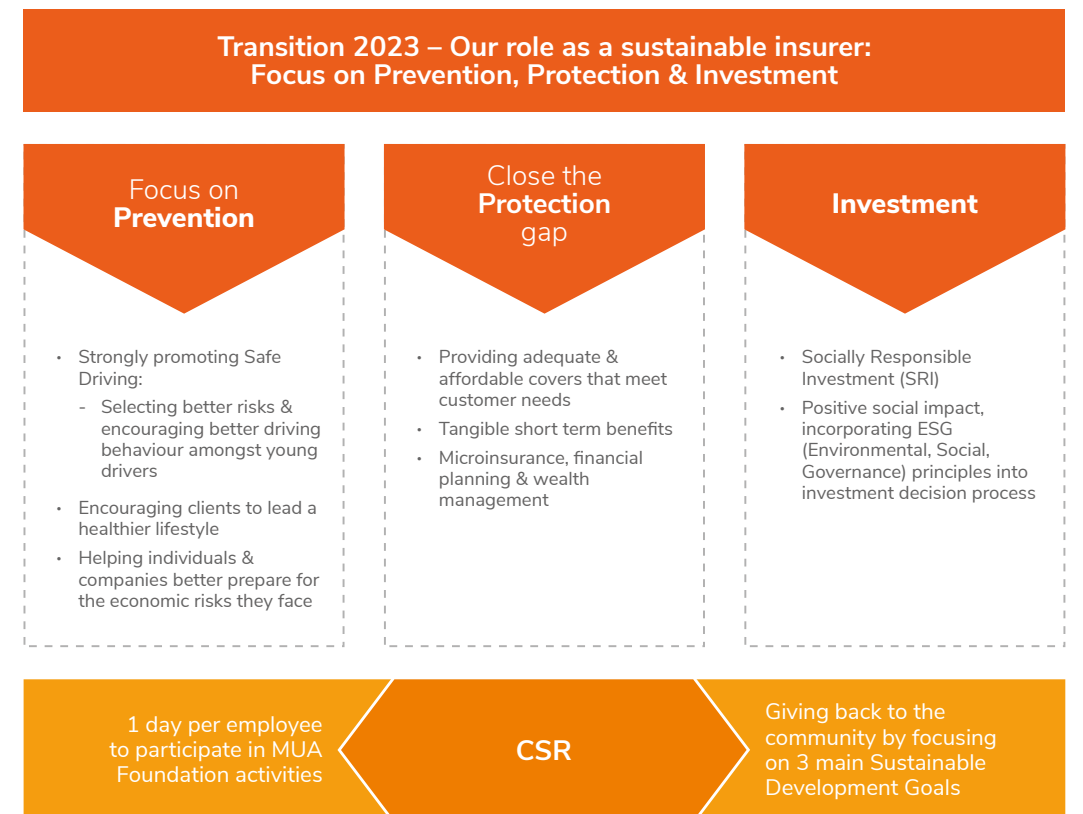 Transition 2023 – Our role as a sustainable insurer:
Focus on Prevention, Protection & Investment
Focus on
Prevention
• Strongly promoting Safe
Driving:
- Selecting better risks &
encouraging better driving
behaviour amongst young
drivers
• Encouraging clients to lead a
healthier lifestyle
• Helping individuals &
companies better prepare for
the economic risks they face
Close the
Protection
gap
• Providing adequate &
affordable covers that meet
customer needs
• Tangible short term benefits
• Microinsurance, financial
planning & wealth
management
Investment
• Socially Responsible
Investment (SRI)
• Positive social impact,
incorporating ESG
(Environmental, Social,
Governance) principles into
investment decision process
1 day per employee
to participate in MUA
Foundation activities
CSR
Giving back to the
community by focusing
on 3 main Sustainable
Development Goals